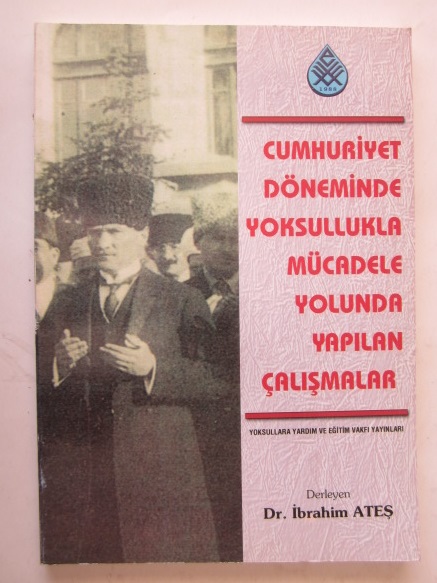 1986
CUMHURİYET
DÖNEMİNDE
YOKSULLUKLA
MÜCADELE
YOLUNDA
YAPILAN
ÇALIŞMALAR
YOKSULLARA YARDIM VE EĞİTİM VAKFI YAYINLARI
Derleyen
Dr. İbrahim ATEŞ